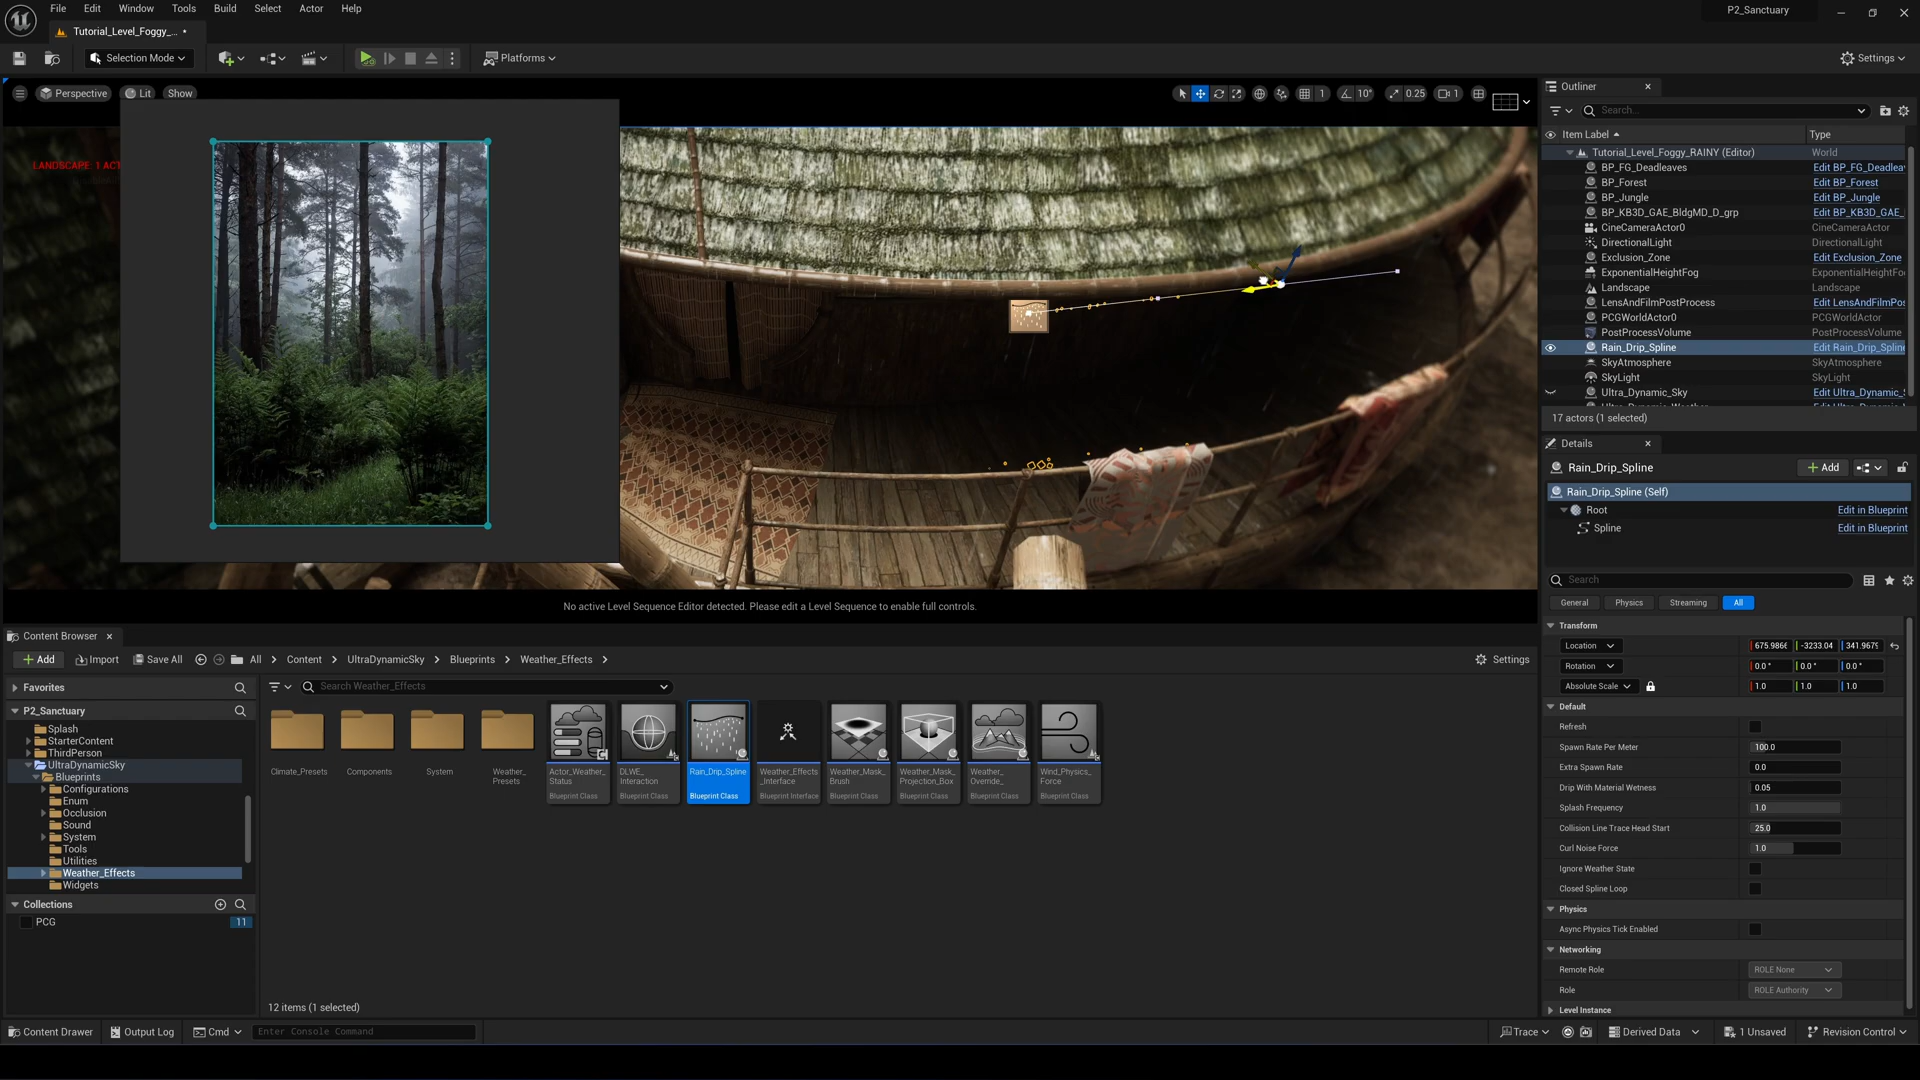 File Edit Window Tools Build Select Actor Help
P2_Sanctuary
Tutorial_Level_Foggy_... •
Selection Mode
Platforms
Settings
Perspective Lit Show
1 10° 0.25 1
LANDSCAPE: 1 ACT
No active Level Sequence Editor detected. Please edit a Level Sequence to enable full controls.
Outliner
Search...
Item Label Type
Tutorial_Level_Foggy_RAINY (Editor) World
BP_FG_Deadleaves Edit BP_FG_Deadlea
BP_Forest Edit BP_Forest
BP_Jungle Edit BP_Jungle
BP_KB3D_GAE_BldgMD_D_grp Edit BP_KB3D_GAE_
CineCameraActor0 CineCameraActor
DirectionalLight DirectionalLight
Exclusion_Zone Edit Exclusion_Zone
ExponentialHeightFog ExponentialHeightFo
Landscape Landscape
LensAndFilmPostProcess Edit LensAndFilmPos
PCGWorldActor0 PCGWorldActor
PostProcessVolume PostProcessVolume
Rain_Drip_Spline Edit Rain_Drip_Spline
SkyAtmosphere SkyAtmosphere
SkyLight SkyLight
Ultra_Dynamic_Sky Edit Ultra_Dynamic_S
17 actors (1 selected)
Details
Rain_Drip_Spline Add
Rain_Drip_Spline (Self)
Root Edit in Blueprint
Spline Edit in Blueprint
Search
General Physics Streaming All
Transform
Location 675.9866 -3233.04 341.9679
Rotation 0.0 ° 0.0 ° 0.0 °
Absolute Scale 1.0 1.0 1.0
Default
Refresh
Spawn Rate Per Meter 100.0
Extra Spawn Rate 0.0
Drip With Material Wetness 0.05
Splash Frequency 1.0
Collision Line Trace Head Start 25.0
Curl Noise Force 1.0
Ignore Weather State
Closed Spline Loop
Physics
Async Physics Tick Enabled
Networking
Remote Role ROLE None
Role ROLE Authority
Level Instance
Content Browser
Add Import Save All All Content UltraDynamicSky Blueprints Weather_Effects Settings
Favorites
P2_Sanctuary
Splash
StarterContent
ThirdPerson
UltraDynamicSky
Blueprints
Configurations
Enum
Occlusion
Sound
System
Tools
Utilities
Weather_Effects
Widgets
Collections
PCG 11
Search Weather_Effects
Climate_Presets
Components
System
Weather_
Presets
Actor_Weather_
Status
Blueprint Class
DLWE_
Interaction
Blueprint Class
Rain_Drip_Spline
Blueprint Class
Weather_Effects
_Interface
Blueprint Interface
Weather_Mask_
Brush
Blueprint Class
Weather_Mask_
Projection_Box
Blueprint Class
Weather_
Override_
Blueprint Class
Wind_Physics_
Force
Blueprint Class
12 items (1 selected)
Content Drawer Output Log Cmd Enter Console Command Trace Derived Data 1 Unsaved Revision Control